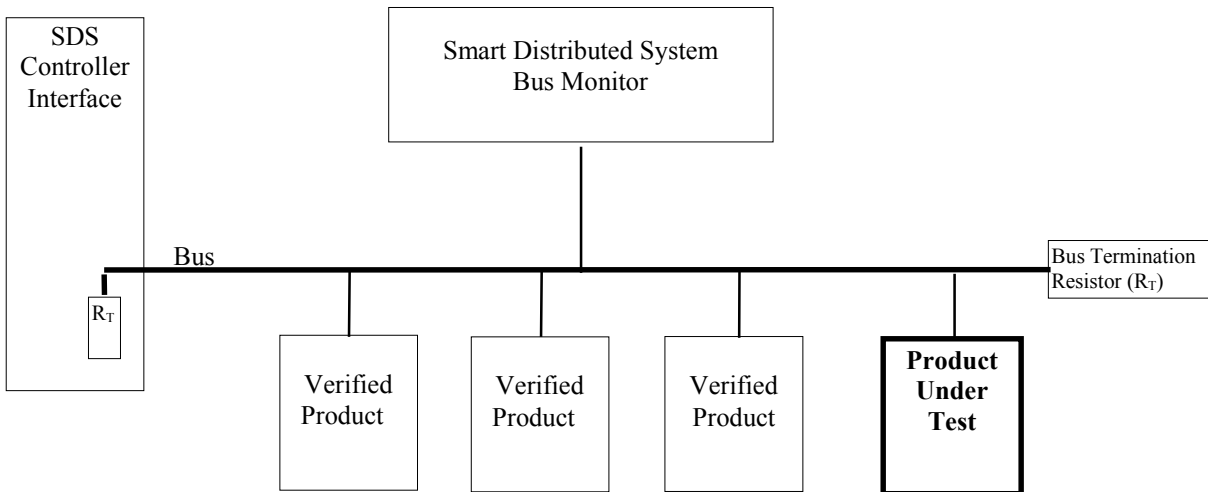 SDS
Controller
Interface
Smart Distributed System
Bus Monitor
Bus
Bus Termination
Resistor (R_T)
R_T
Verified
Product
Verified
Product
Verified
Product
Product
Under
Test